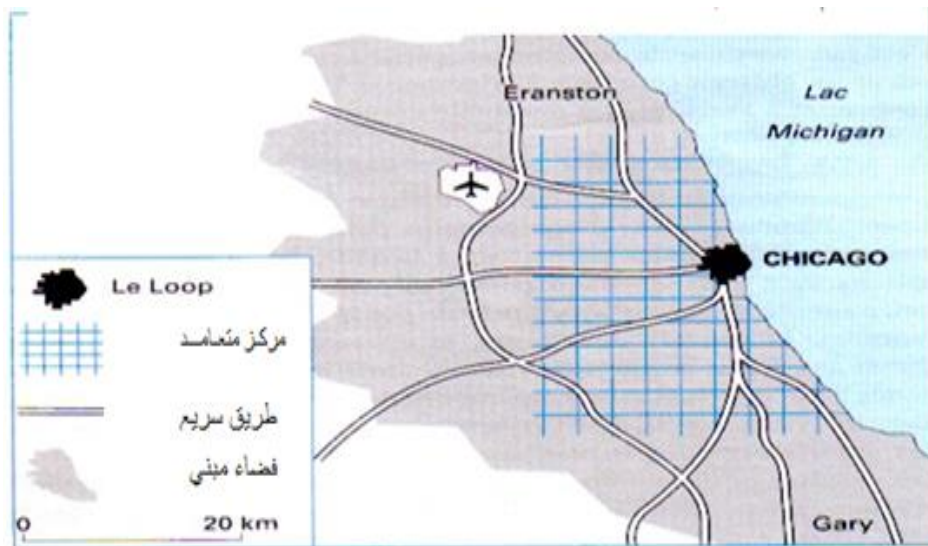 Eranston
Lac
Michigan
CHICAGO
Gary
Le Loop
مركز متعامد
طريق سريع
فضاء مبني
0 20 km